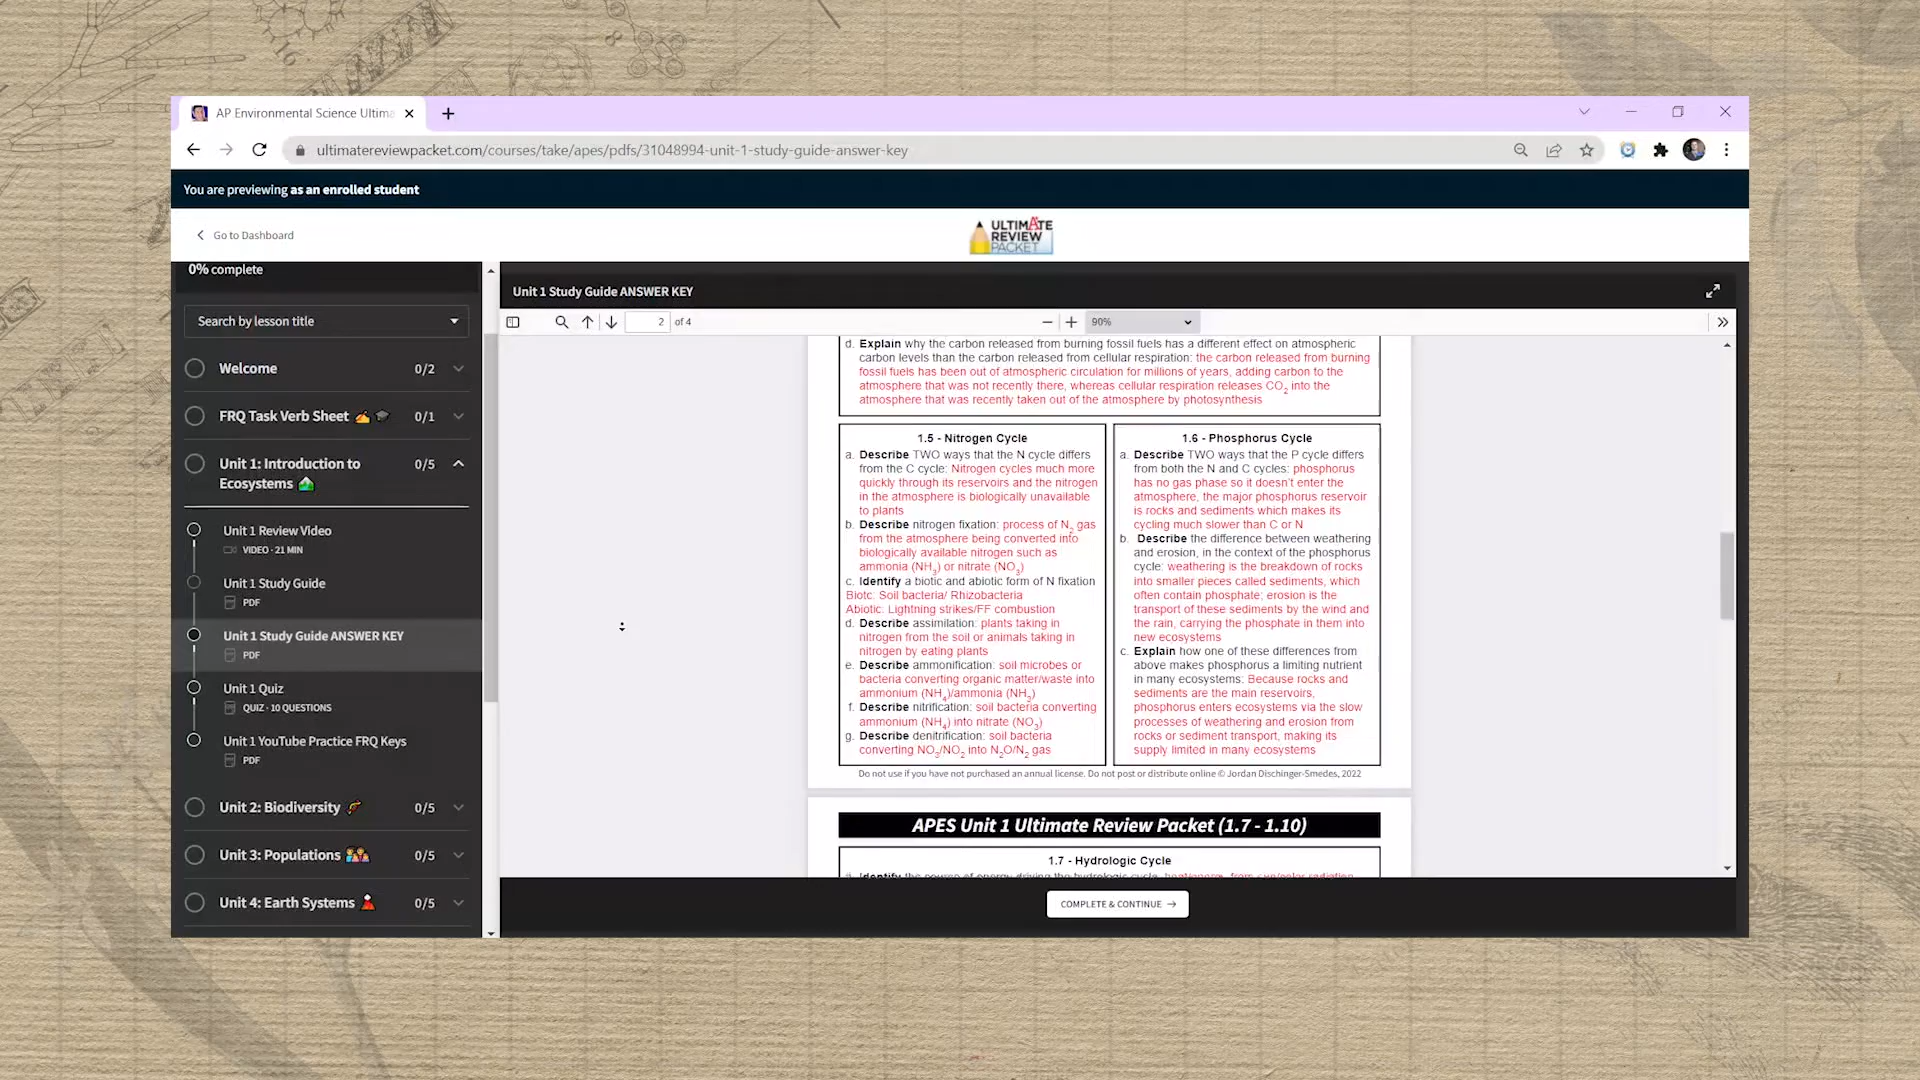 AP Environmental Science Ultima
ultimatereviewpacket.com/courses/take/apes/pdfs/31048994-unit-1-study-guide-answer-key
You are previewing as an enrolled student
Go to Dashboard
ULTIMATE
REVIEW
PACKET
0% complete
Search by lesson title
Welcome 0/2
FRQ Task Verb Sheet 0/1
Unit 1: Introduction to 0/5
Ecosystems
Unit 1 Review Video
VIDEO · 21 MIN
Unit 1 Study Guide
PDF
Unit 1 Study Guide ANSWER KEY
PDF
Unit 1 Quiz
QUIZ · 10 QUESTIONS
Unit 1 YouTube Practice FRQ Keys
PDF
Unit 2: Biodiversity 0/5
Unit 3: Populations 0/5
Unit 4: Earth Systems 0/5
Unit 1 Study Guide ANSWER KEY
2 of 4
90%
d. Explain why the carbon released from burning fossil fuels has a different effect on atmospheric
carbon levels than the carbon released from cellular respiration: the carbon released from burning
fossil fuels has been out of atmospheric circulation for millions of years, adding carbon to the
atmosphere that was not recently there, whereas cellular respiration releases CO2 into the
atmosphere that was recently taken out of the atmosphere by photosynthesis
1.5 - Nitrogen Cycle
a. Describe TWO ways that the N cycle differs
from the C cycle: Nitrogen cycles much more
quickly through its reservoirs and the nitrogen
in the atmosphere is biologically unavailable
to plants
b. Describe nitrogen fixation: process of N2 gas
from the atmosphere being converted into
biologically available nitrogen such as
ammonia (NH3) or nitrate (NO3)
c. Identify a biotic and abiotic form of N fixation
Biotc: Soil bacteria/ Rhizobacteria
Abiotic: Lightning strikes/FF combustion
d. Describe assimilation: plants taking in
nitrogen from the soil or animals taking in
nitrogen by eating plants
e. Describe ammonification: soil microbes or
bacteria converting organic matter/waste into
ammonium (NH4)/ammonia (NH3)
f. Describe nitrification: soil bacteria converting
ammonium (NH4) into nitrate (NO3)
g. Describe denitrification: soil bacteria
converting NO3/NO2 into N2O/N2 gas
1.6 - Phosphorus Cycle
a. Describe TWO ways that the P cycle differs
from both the N and C cycles: phosphorus
has no gas phase so it doesn't enter the
atmosphere, the major phosphorus reservoir
is rocks and sediments which makes its
cycling much slower than C or N
b. Describe the difference between weathering
and erosion, in the context of the phosphorus
cycle: weathering is the breakdown of rocks
into smaller pieces called sediments, which
often contain phosphate; erosion is the
transport of these sediments by the wind and
the rain, carrying the phosphate in them into
new ecosystems
c. Explain how one of these differences from
above makes phosphorus a limiting nutrient
in many ecosystems: Because rocks and
sediments are the main reservoirs,
phosphorus enters ecosystems via the slow
processes of weathering and erosion from
rocks or sediment transport, making its
supply limited in many ecosystems
Do not use if you have not purchased an annual license. Do not post or distribute online © Jordan Dischinger-Smedes, 2022
APES Unit 1 Ultimate Review Packet (1.7 - 1.10)
1.7 - Hydrologic Cycle
COMPLETE & CONTINUE →